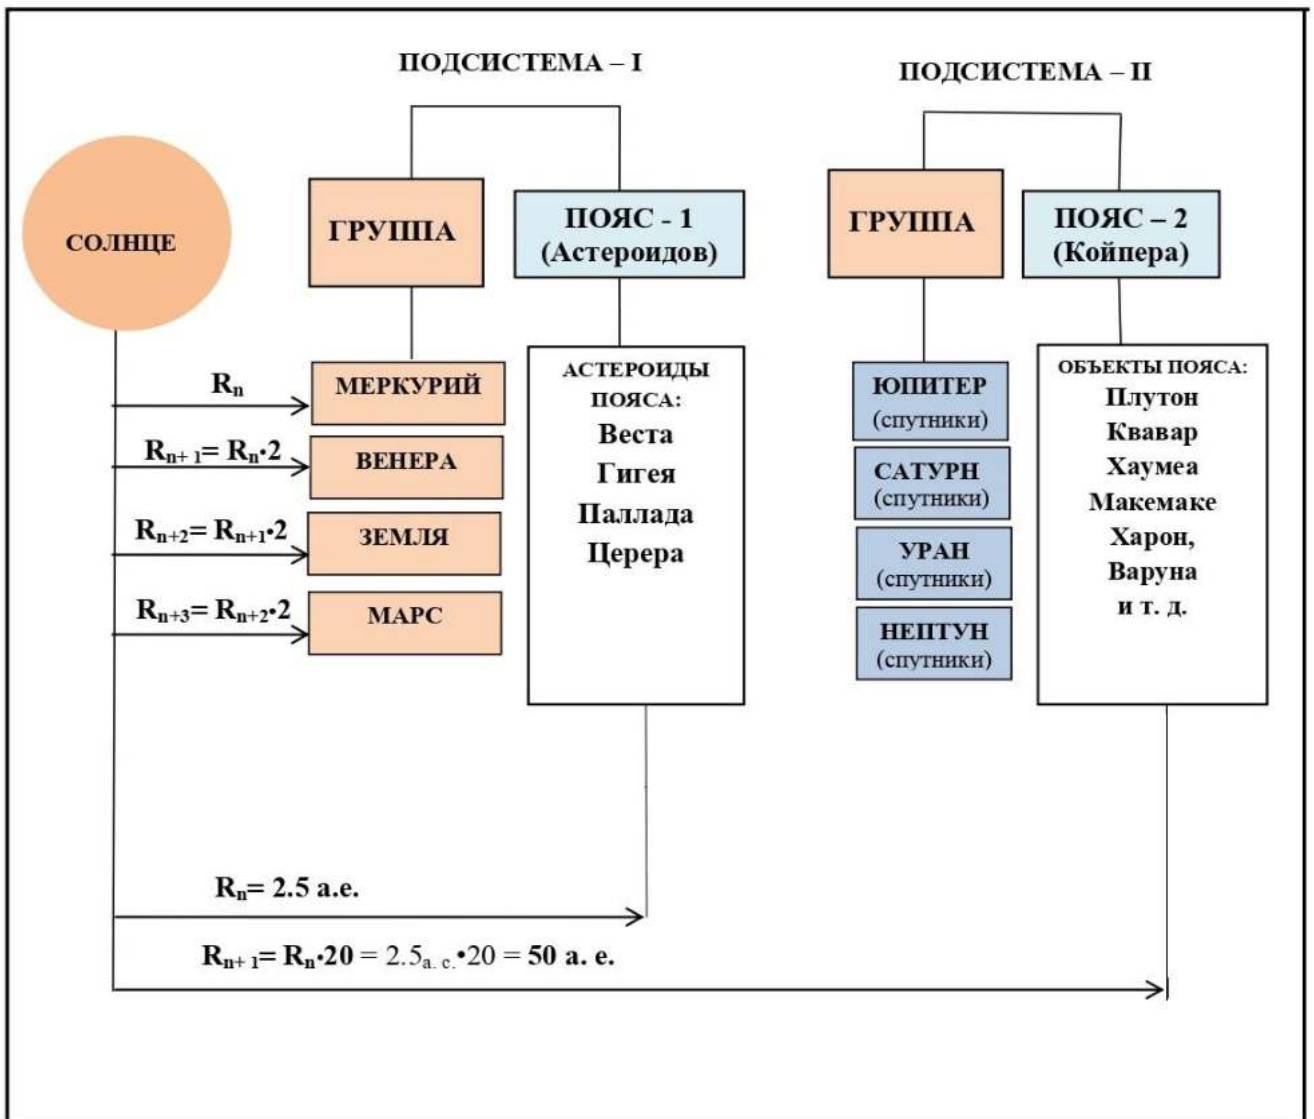 ПОДСИСТЕМА – I
ПОДСИСТЕМА – II
СОЛНЦЕ
ГРУППА
ПОЯС - 1
(Астероидов)
ГРУППА
ПОЯС – 2
(Койпера)
Rₙ
МЕРКУРИЙ
Rₙ₊ ₁= Rₙ•2
ВЕНЕРА
Rₙ₊₂= Rₙ₊₁•2
ЗЕМЛЯ
Rₙ₊₃= Rₙ₊₂•2
МАРС
АСТЕРОИДЫ
ПОЯСА:
Веста
Гигея
Паллада
Церера
ЮПИТЕР
(спутники)
САТУРН
(спутники)
УРАН
(спутники)
НЕПТУН
(спутники)
ОБЪЕКТЫ ПОЯСА:
Плутон
Квавар
Хаумеа
Макемаке
Харон,
Варуна
и т. д.
Rₙ= 2.5 а.е.
Rₙ₊ ₁= Rₙ•20 = 2.5а. с.•20 = 50 а. е.